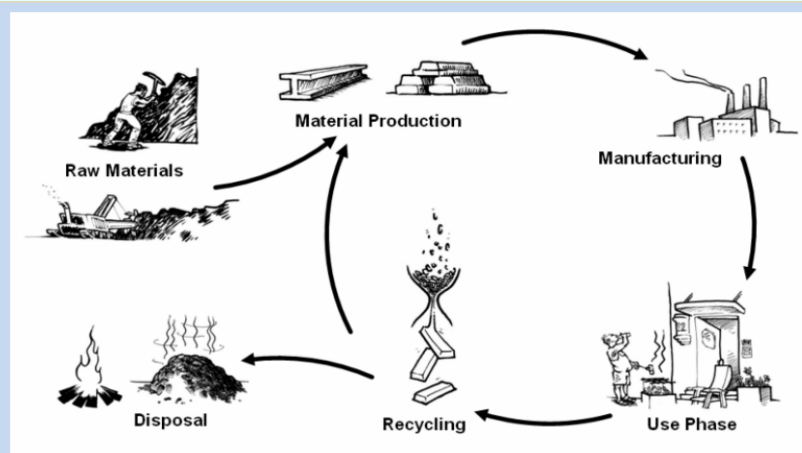 Material Production
Raw Materials
Manufacturing
Disposal
Recycling
Use Phase